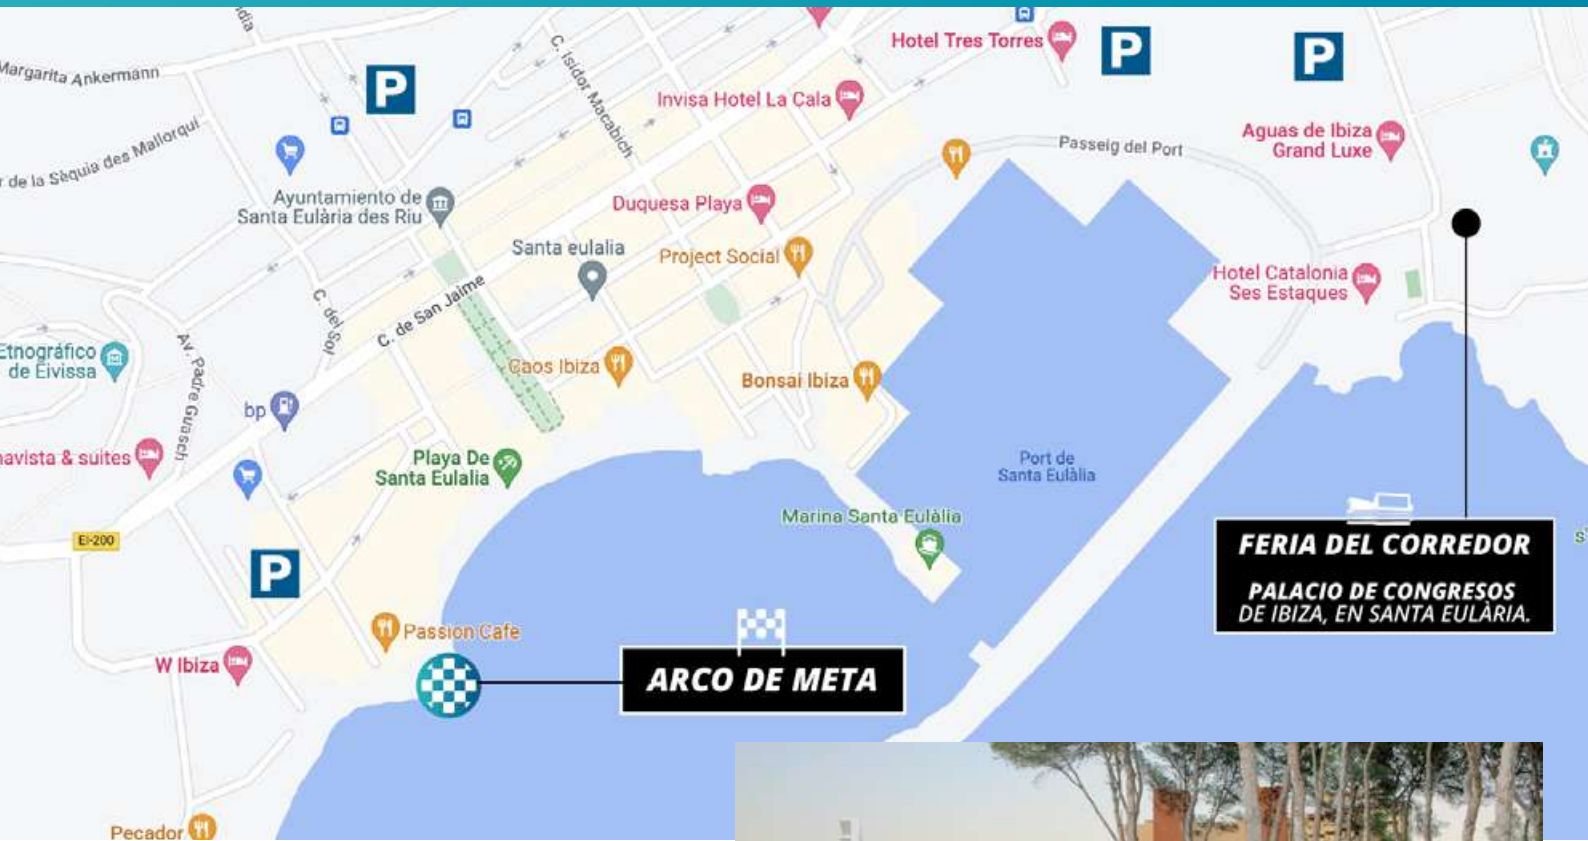 Margarita Ankermann
P
C. Isidor Macabich
Hotel Tres Torres
P
P
Invisa Hotel La Cala
Passeig del Port
Aguas de Ibiza
Grand Luxe
r de la Sèquia des Mallorqui
Ayuntamiento de
Santa Eulària des Riu
Duquesa Playa
Santa eulalia
Project Social
Hotel Catalonia
Ses Estaques
C. de San Jaime
C. del Sol
Etnográfico
de Eivissa
Av. Padre Guasch
Caos Ibiza
Bonsai Ibiza
bp
navista & suites
Playa De
Santa Eulalia
Port de
Santa Eulàlia
Marina Santa Eulàlia
EI-200
FERIA DEL CORREDOR
PALACIO DE CONGRESOS
DE IBIZA, EN SANTA EULÀRIA.
P
Passion Cafe
W Ibiza
ARCO DE META
Pecador